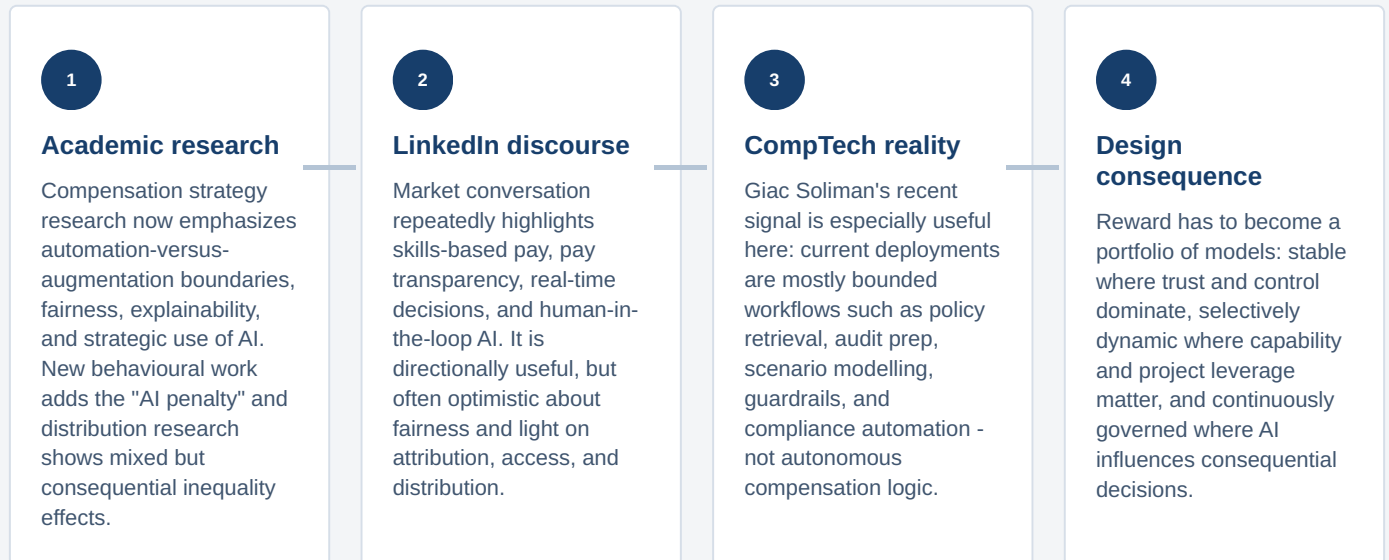 1
Academic research
Compensation strategy
research now emphasizes
automation-versus-
augmentation boundaries,
fairness, explainability,
and strategic use of AI.
New behavioural work
adds the "AI penalty" and
distribution research
shows mixed but
consequential inequality
effects.
2
LinkedIn discourse
Market conversation
repeatedly highlights
skills-based pay, pay
transparency, real-time
decisions, and human-in-
the-loop AI. It is
directionally useful, but
often optimistic about
fairness and light on
attribution, access, and
distribution.
3
CompTech reality
Giac Soliman's recent
signal is especially useful
here: current deployments
are mostly bounded
workflows such as policy
retrieval, audit prep,
scenario modelling,
guardrails, and
compliance automation -
not autonomous
compensation logic.
4
Design
consequence
Reward has to become a
portfolio of models: stable
where trust and control
dominate, selectively
dynamic where capability
and project leverage
matter, and continuously
governed where AI
influences consequential
decisions.